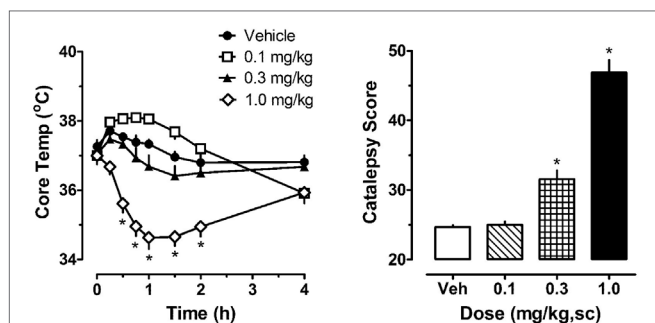 Vehicle
0.1 mg/kg
0.3 mg/kg
1.0 mg/kg
Core Temp (°C)
40
38
36
34
* * * * * *
0 1 2 3 4
Time (h)
Catalepsy Score
50
40
30
20
*
*
Veh 0.1 0.3 1.0
Dose (mg/kg,sc)